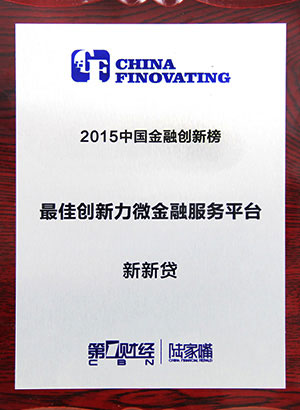 CF CHINA
FINOVATING
2015中国金融创新榜
最佳创新力微金融服务平台
新新贷
第一财经 陆家嘴
CBN CHINA FINANCIAL HERALD